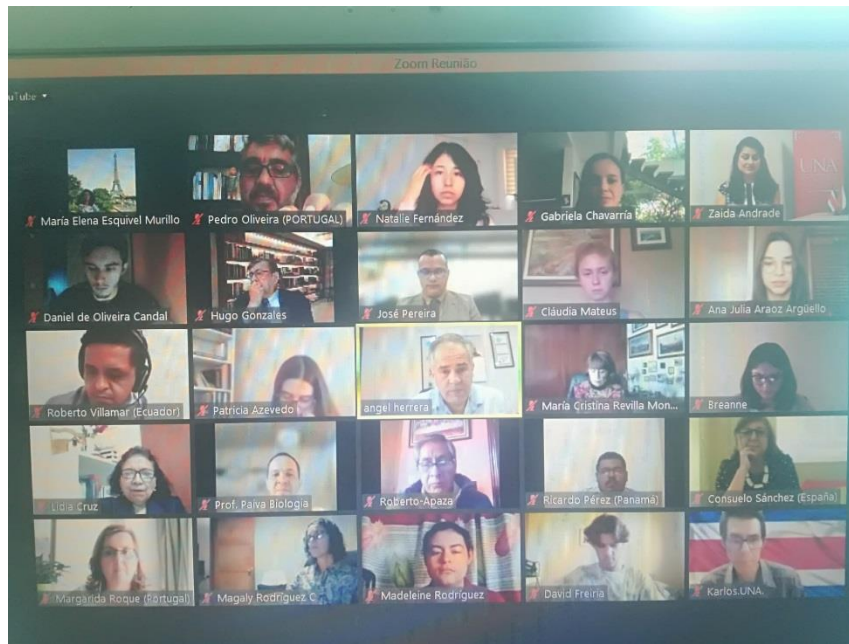 Zoom Reunião
uTube
María Elena Esquivel Murillo
Pedro Oliveira (PORTUGAL)
Natalie Fernández
Gabriela Chavarría
Zaida Andrade
UNA
Daniel de Oliveira Candal
Hugo Gonzales
José Pereira
Cláudia Mateus
Ana Julia Araoz Argüello
Roberto Villamar (Ecuador)
Patricia Azevedo
angel herrera
María Cristina Revilla Mon...
Breanne
Lidia Cruz
Prof. Paiva Biologia
Roberto Apaza
Ricardo Pérez (Panamá)
Consuelo Sánchez (España)
Margarida Roque (Portugal)
Magaly Rodríguez C
Madeleine Rodríguez
David Freiria
Karlos.UNA.